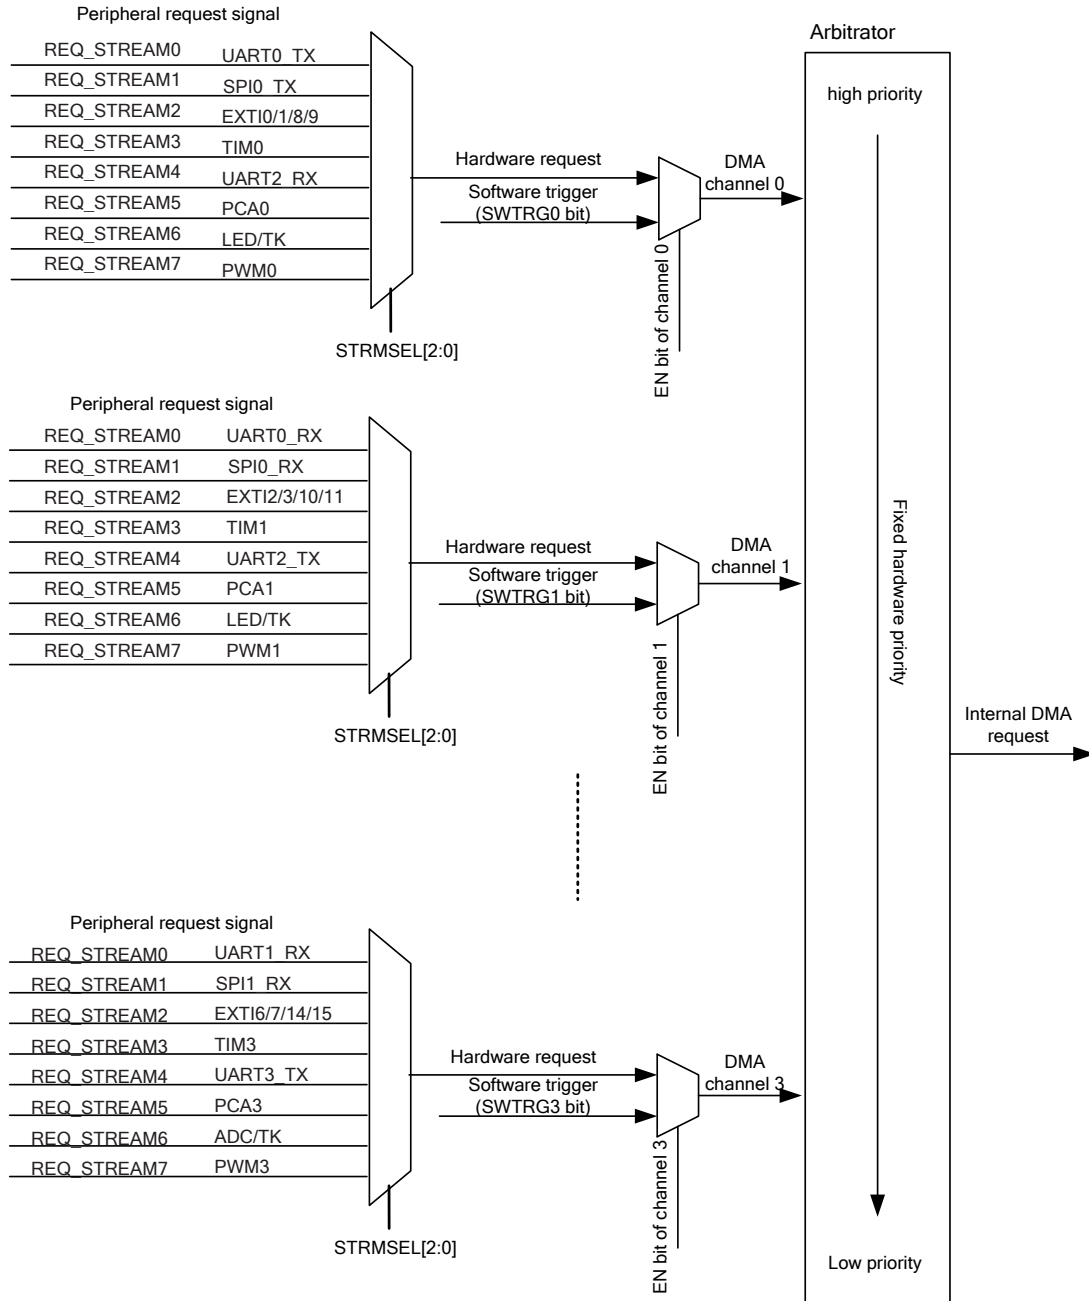 Peripheral request signal
REQ_STREAM0 UART0_TX
REQ_STREAM1 SPI0_TX
REQ_STREAM2 EXTI0/1/8/9
REQ_STREAM3 TIM0
REQ_STREAM4 UART2_RX
REQ_STREAM5 PCA0
REQ_STREAM6 LED/TK
REQ_STREAM7 PWM0
STRMSEL[2:0]
Hardware request
Software trigger
(SWTRG0 bit)
EN bit of channel 0
DMA
channel 0
Peripheral request signal
REQ_STREAM0 UART0_RX
REQ_STREAM1 SPI0_RX
REQ_STREAM2 EXTI2/3/10/11
REQ_STREAM3 TIM1
REQ_STREAM4 UART2_TX
REQ_STREAM5 PCA1
REQ_STREAM6 LED/TK
REQ_STREAM7 PWM1
STRMSEL[2:0]
Hardware request
Software trigger
(SWTRG1 bit)
EN bit of channel 1
DMA
channel 1
Peripheral request signal
REQ_STREAM0 UART1_RX
REQ_STREAM1 SPI1_RX
REQ_STREAM2 EXTI6/7/14/15
REQ_STREAM3 TIM3
REQ_STREAM4 UART3_TX
REQ_STREAM5 PCA3
REQ_STREAM6 ADC/TK
REQ_STREAM7 PWM3
STRMSEL[2:0]
Hardware request
Software trigger
(SWTRG3 bit)
EN bit of channel 3
DMA
channel 3
Arbitrator
high priority
Fixed hardware priority
Low priority
Internal DMA
request